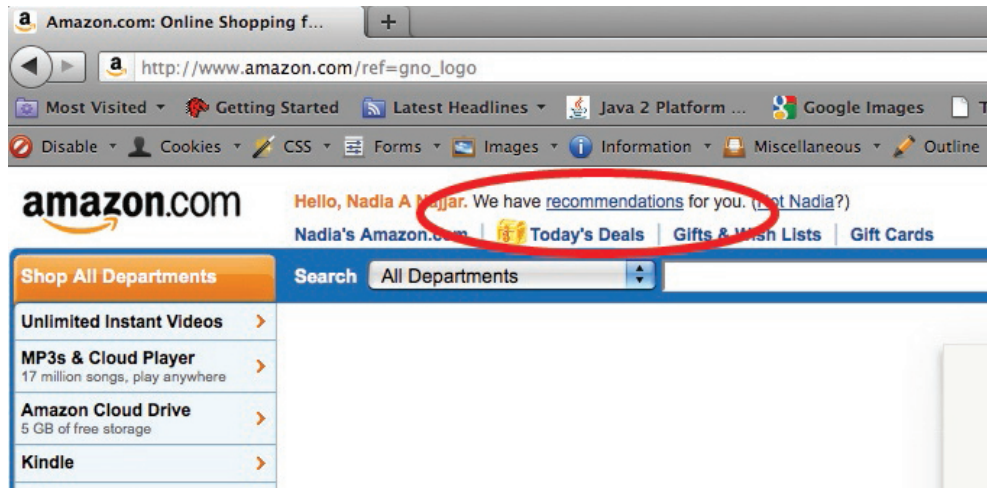 Amazon.com: Online Shopping f...
http://www.amazon.com/ref=gno_logo
Most Visited Getting Started Latest Headlines Java 2 Platform ... Google Images T
Disable Cookies CSS Forms Images Information Miscellaneous Outline
amazon.com
Hello, Nadia A Najjar. We have recommendations for you. (Not Nadia?)
Nadia's Amazon.com Today's Deals Gifts & Wish Lists Gift Cards
Shop All Departments
Search All Departments
Unlimited Instant Videos
MP3s & Cloud Player
17 million songs, play anywhere
Amazon Cloud Drive
5 GB of free storage
Kindle